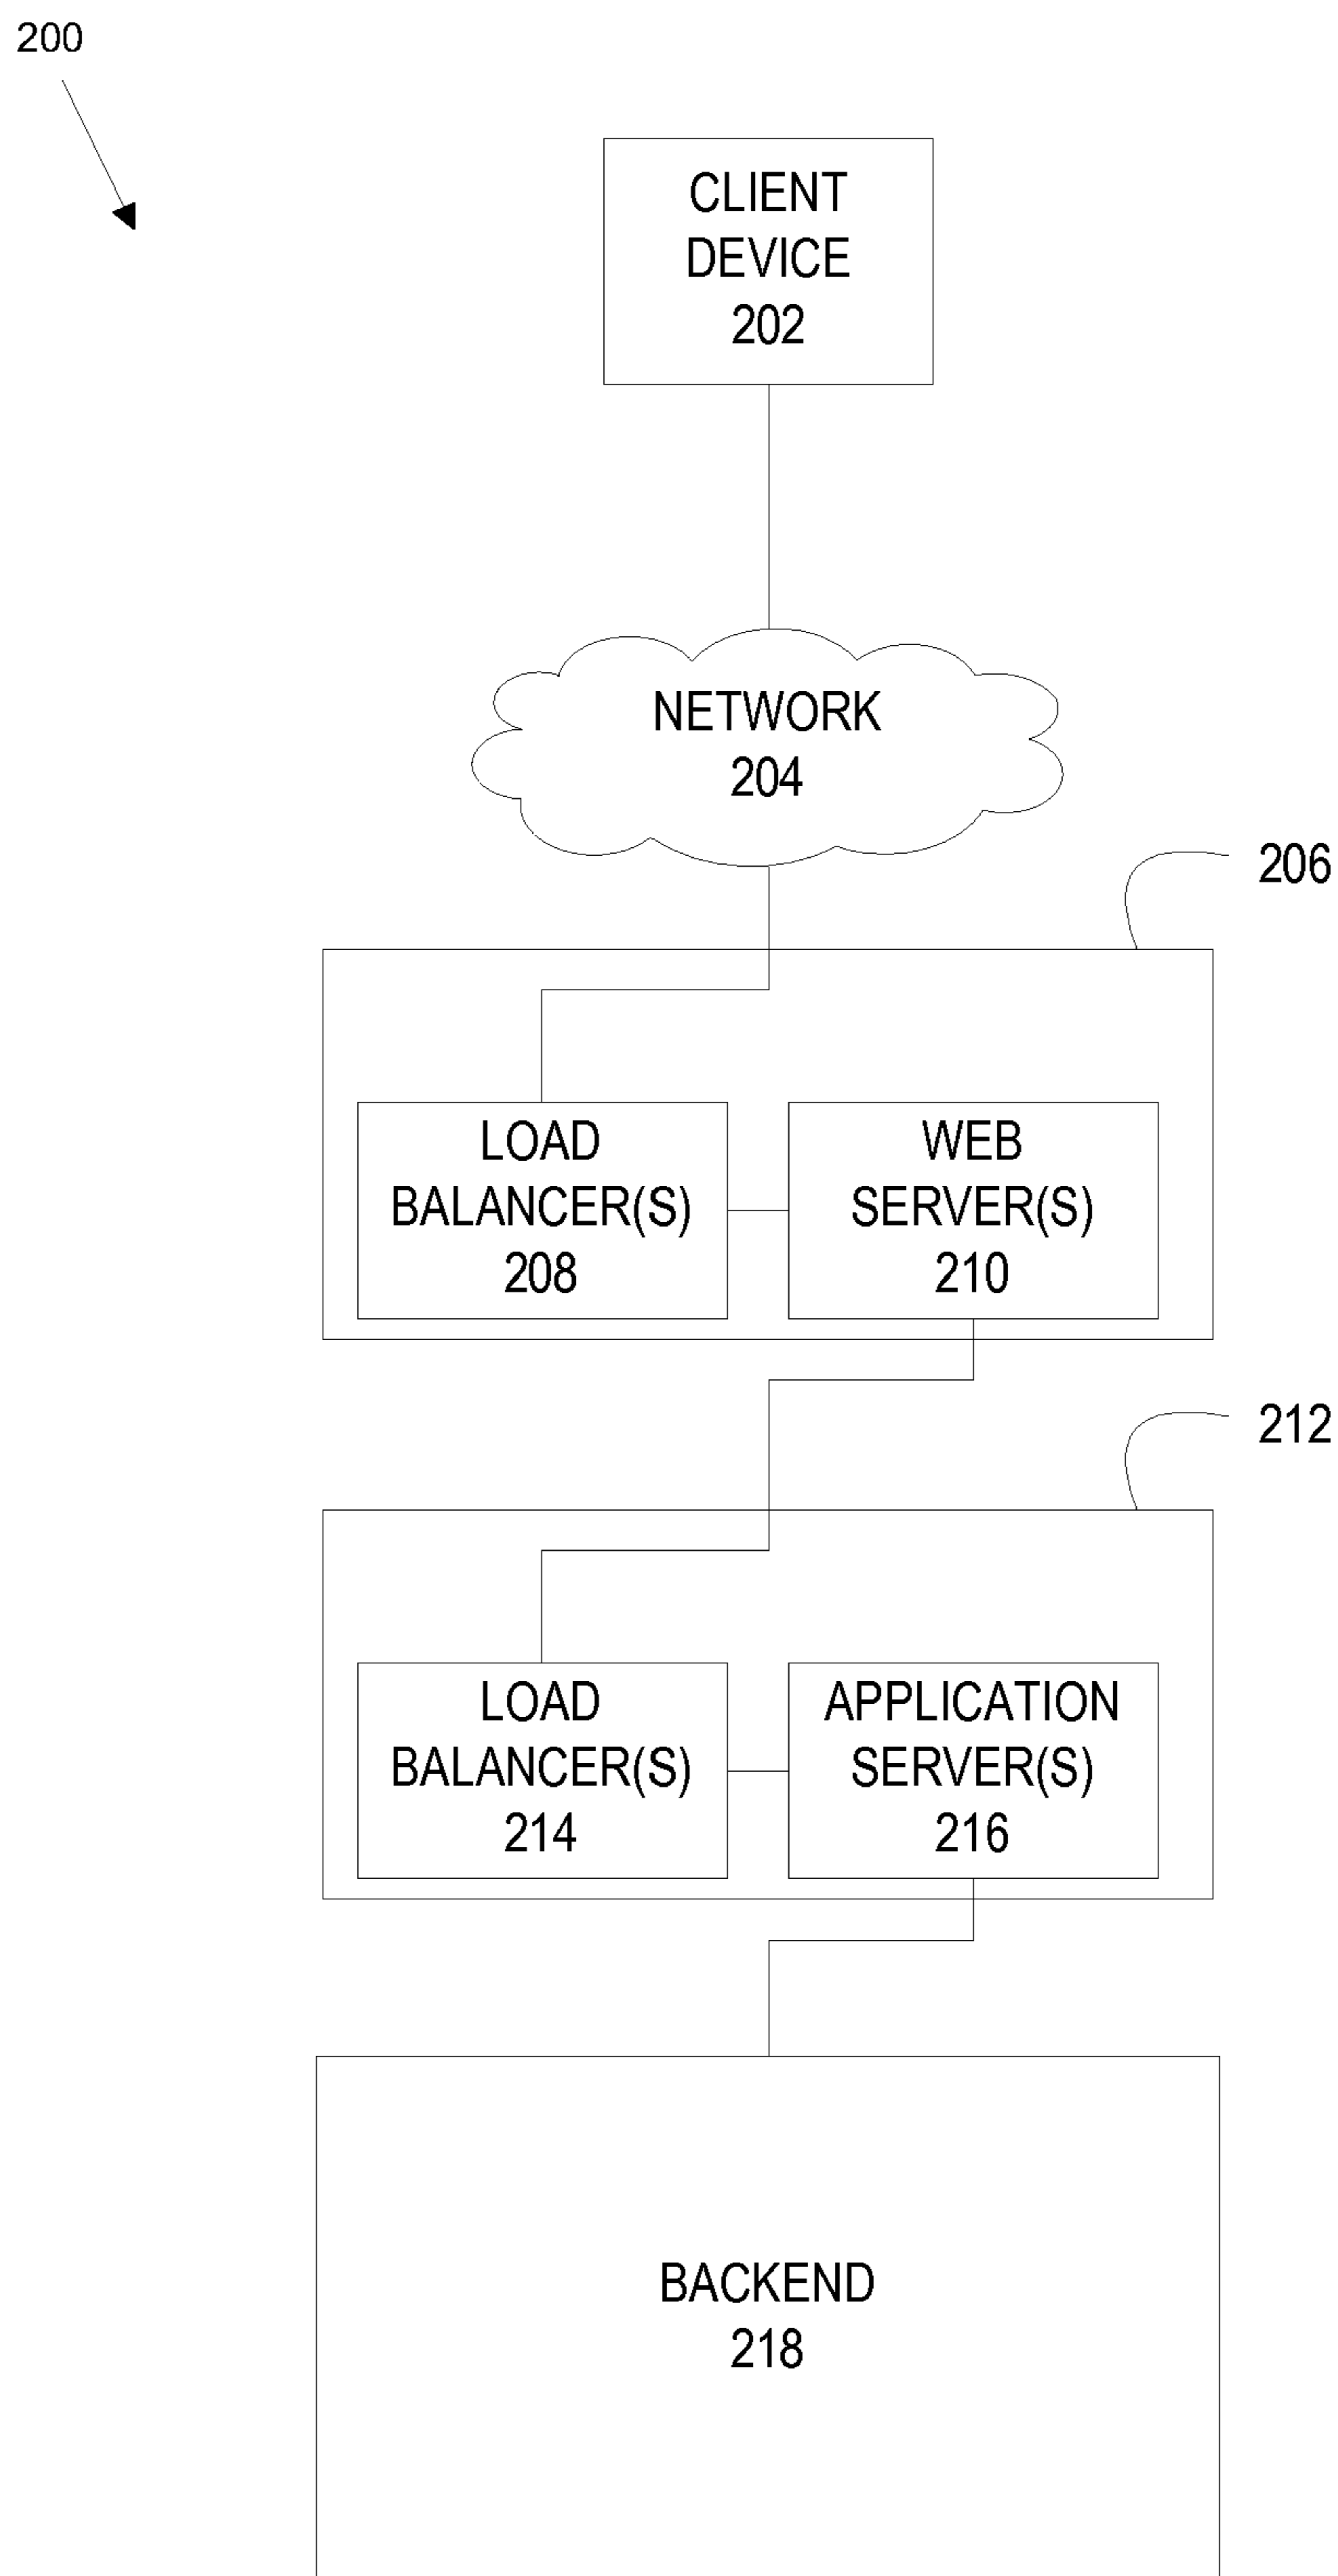 200
CLIENT
DEVICE
202
NETWORK
204
206
LOAD
BALANCER(S)
208
WEB
SERVER(S)
210
212
LOAD
BALANCER(S)
214
APPLICATION
SERVER(S)
216
BACKEND
218